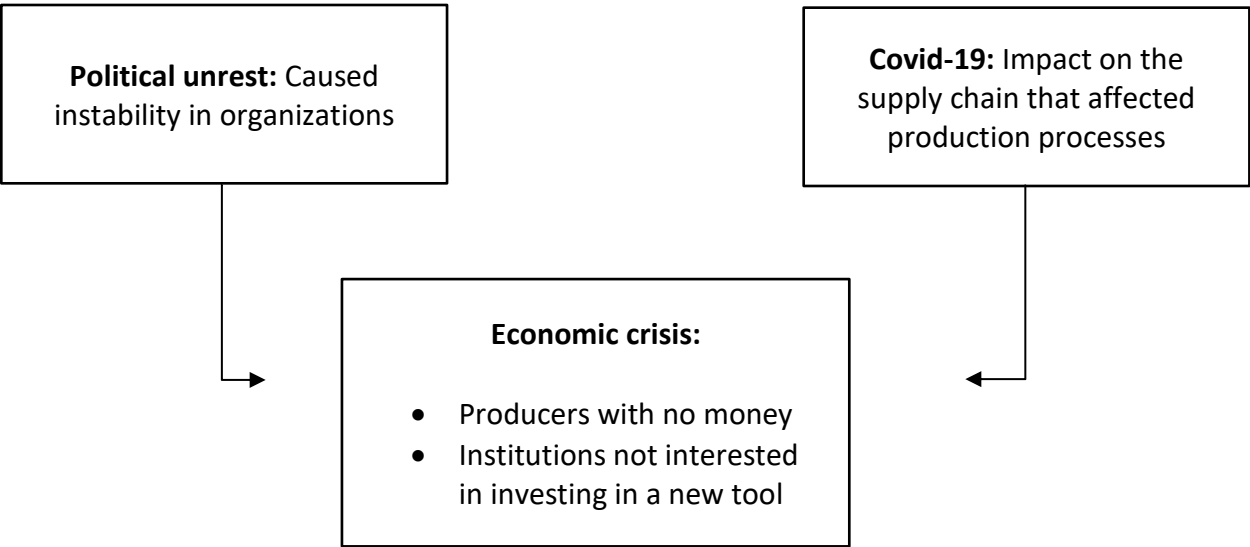 Political unrest: Caused
instability in organizations
Covid-19: Impact on the
supply chain that affected
production processes
Economic crisis:
• Producers with no money
• Institutions not interested
in investing in a new tool